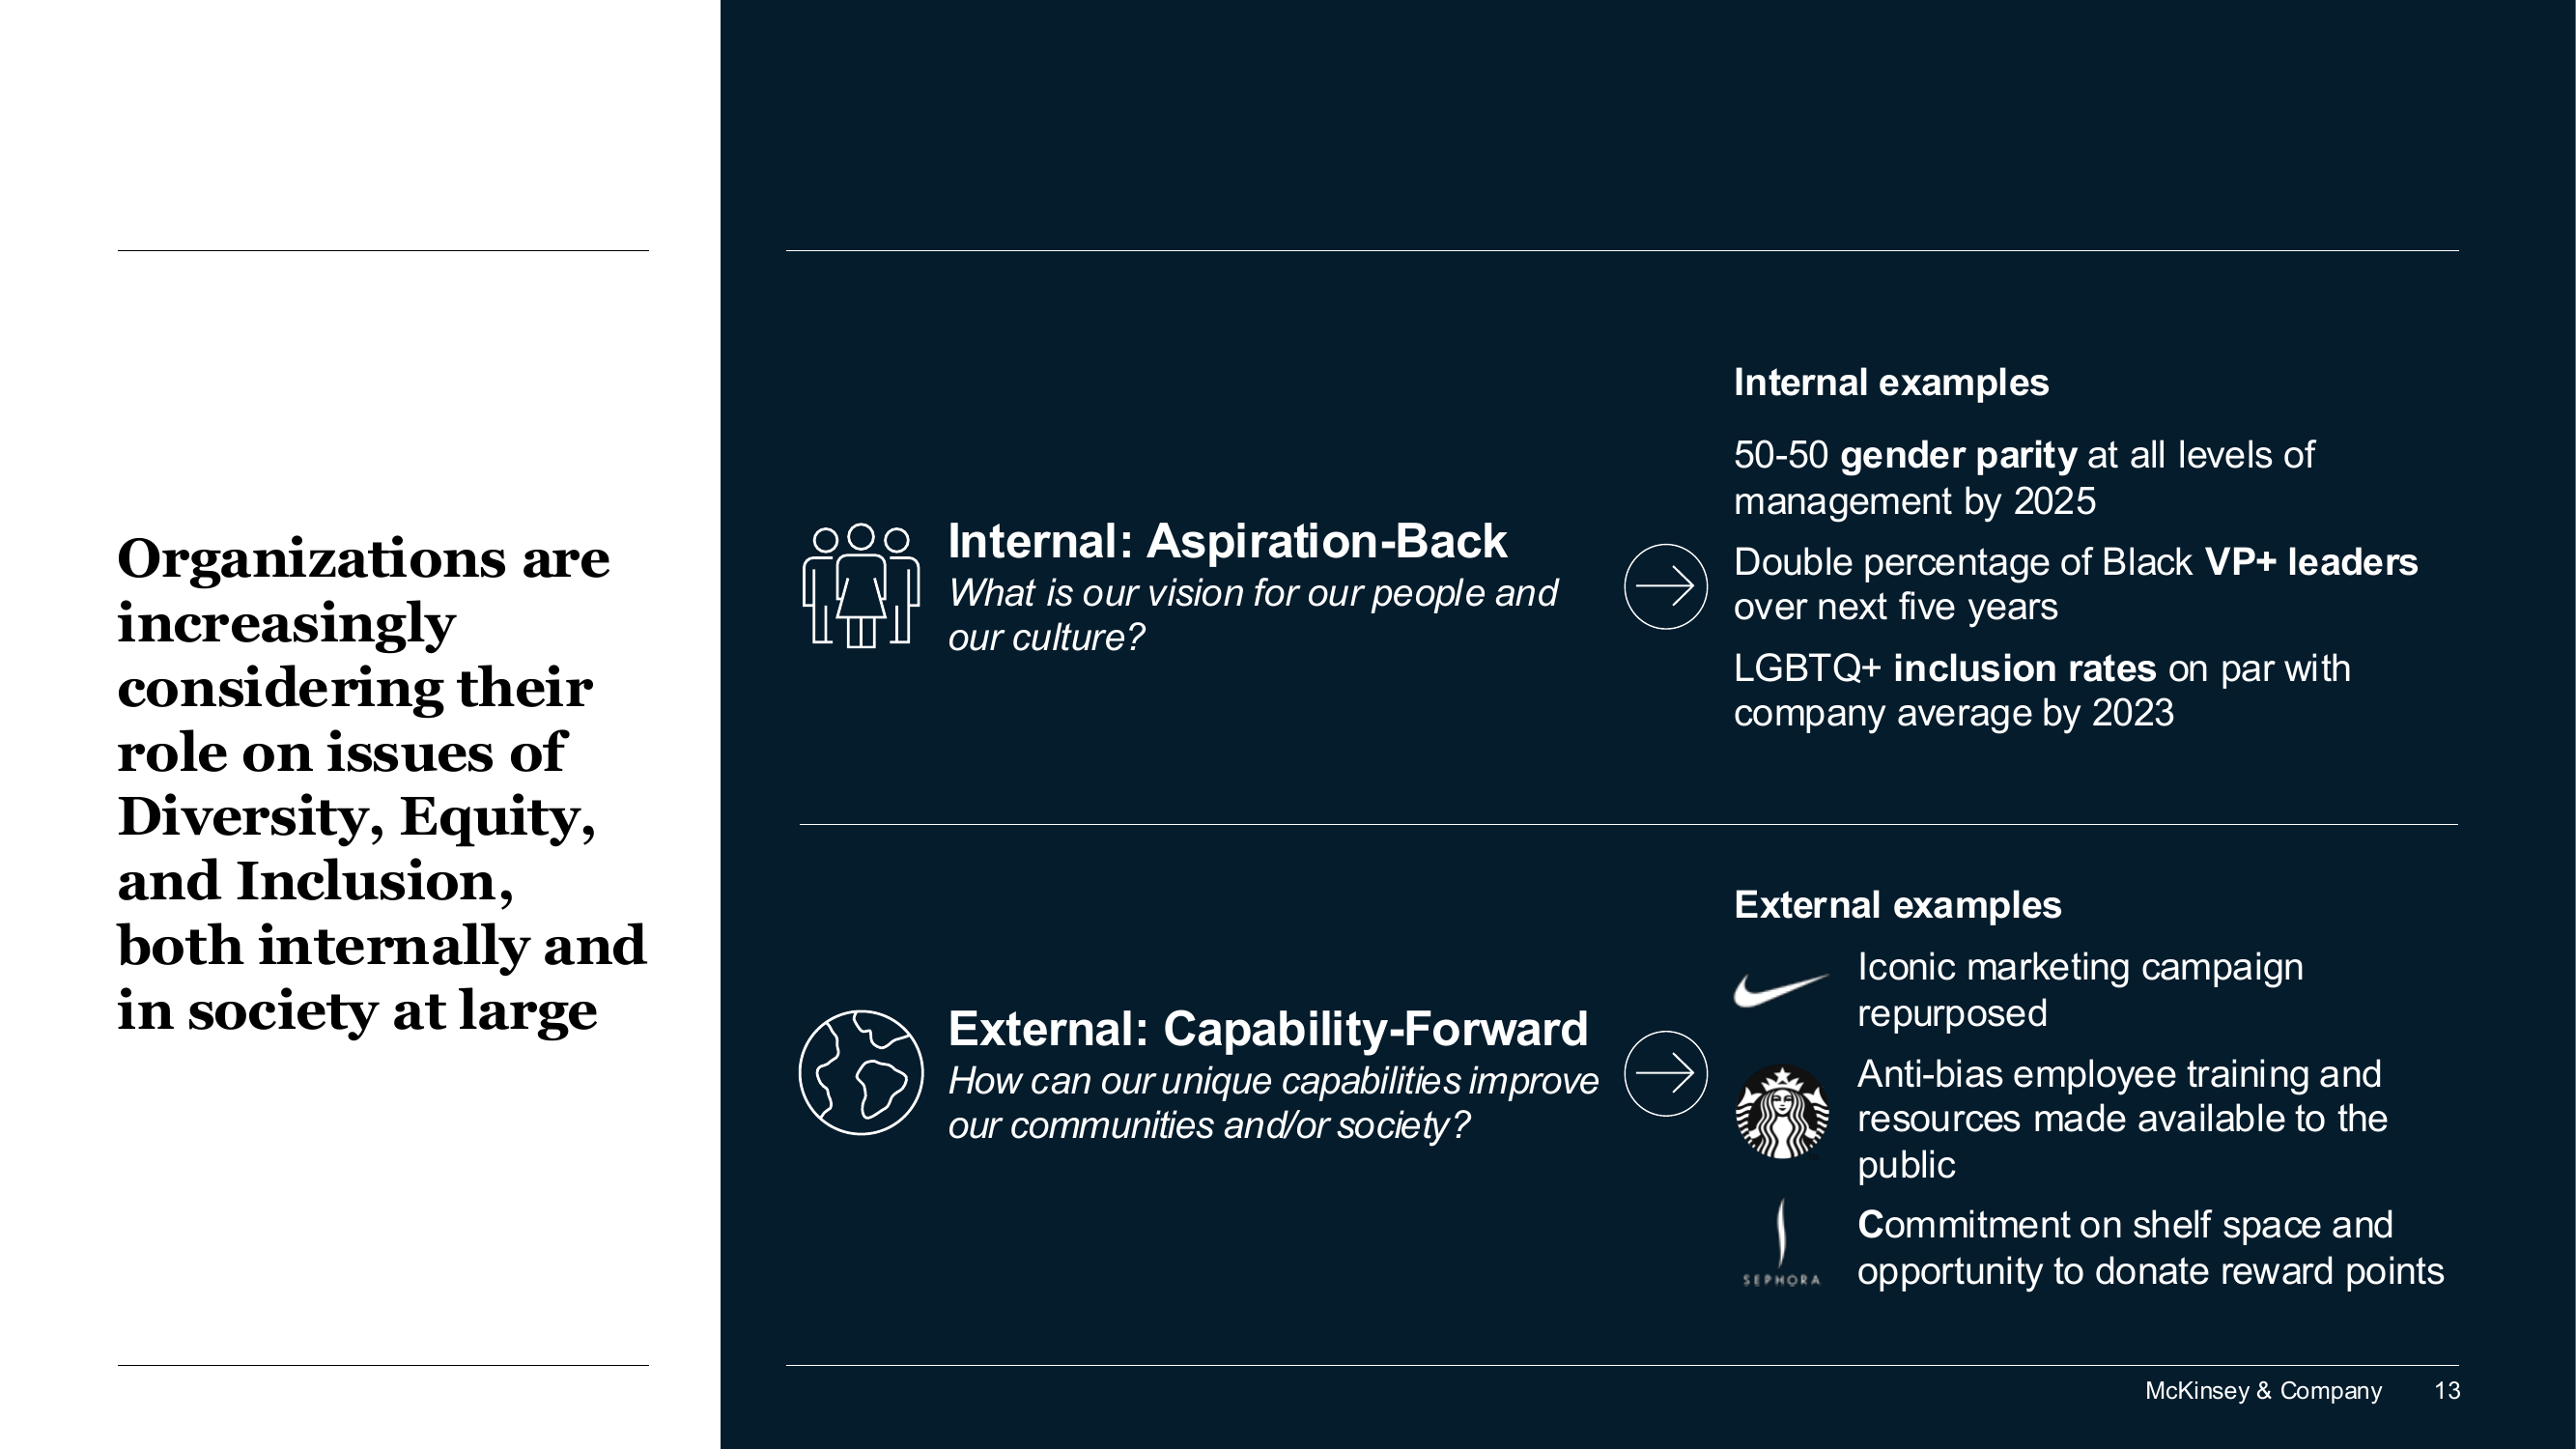 Organizations are
increasingly
considering their
role on issues of
Diversity, Equity,
and Inclusion,
both internally and
in society at large
Internal: Aspiration-Back
What is our vision for our people and
our culture?
Internal examples
50-50 gender parity at all levels of
management by 2025
Double percentage of Black VP+ leaders
over next five years
LGBTQ+ inclusion rates on par with
company average by 2023
External: Capability-Forward
How can our unique capabilities improve
our communities and/or society?
External examples
Iconic marketing campaign
repurposed
Anti-bias employee training and
resources made available to the
public
SEPHORA
Commitment on shelf space and
opportunity to donate reward points
McKinsey & Company 13